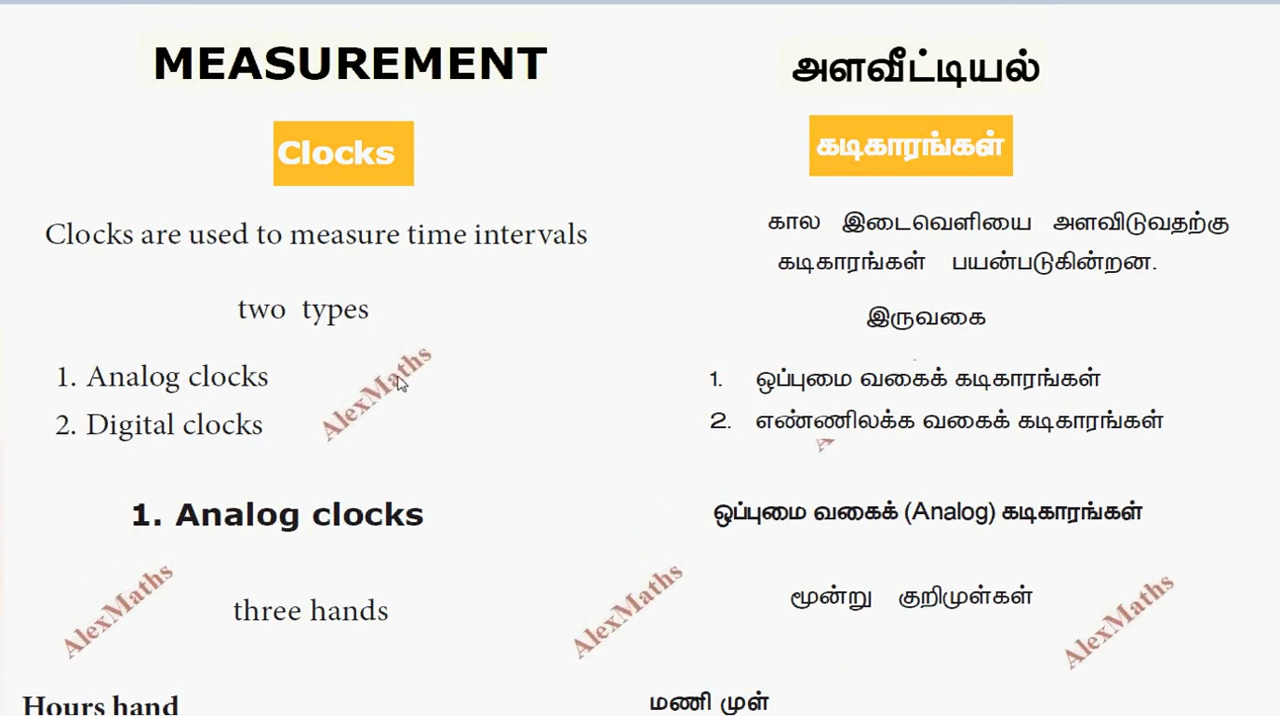 MEASUREMENT
Clocks
Clocks are used to measure time intervals
two types
1. Analog clocks
2. Digital clocks
AlexMaths
1. Analog clocks
three hands
AlexMaths
Hours hand
அளவீட்டியல்
கடிகாரங்கள்
கால இடைவெளியை அளவிடுவதற்கு
கடிகாரங்கள் பயன்படுகின்றன.
இருவகை
1. ஒப்புமை வகைக் கடிகாரங்கள்
2. எண்ணிலக்க வகைக் கடிகாரங்கள்
ஒப்புமை வகைக் (Analog) கடிகாரங்கள்
மூன்று குறிமுள்கள்
AlexMaths
AlexMaths
மணி முள்